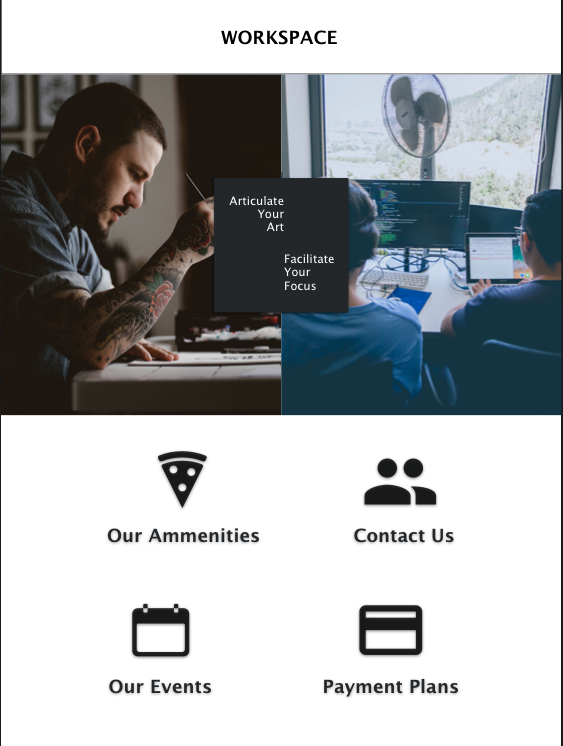 WORKSPACE
Articulate
Your
Art
Facilitate
Your
Focus
Our Ammenities
Contact Us
Our Events
Payment Plans